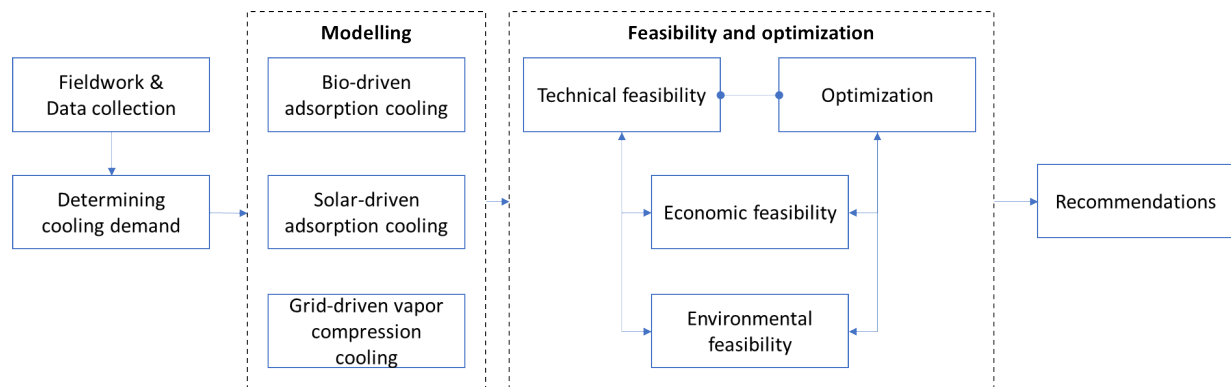 Fieldwork &
Data collection
Determining
cooling demand
Modelling
Bio-driven
adsorption cooling
Solar-driven
adsorption cooling
Grid-driven vapor
compression
cooling
Feasibility and optimization
Technical feasibility
Optimization
Economic feasibility
Environmental
feasibility
Recommendations